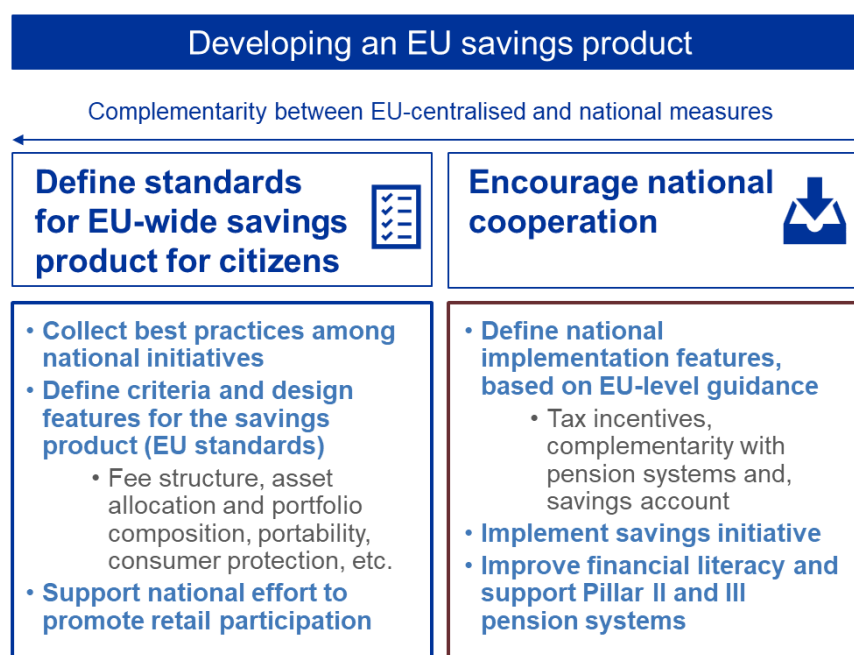 Developing an EU savings product
Complementarity between EU-centralised and national measures
Define standards
for EU-wide savings
product for citizens
• Collect best practices among
national initiatives
• Define criteria and design
features for the savings
product (EU standards)
• Fee structure, asset
allocation and portfolio
composition, portability,
consumer protection, etc.
• Support national effort to
promote retail participation
Encourage national
cooperation
• Define national
implementation features,
based on EU-level guidance
• Tax incentives,
complementarity with
pension systems and,
savings account
• Implement savings initiative
• Improve financial literacy and
support Pillar II and III
pension systems